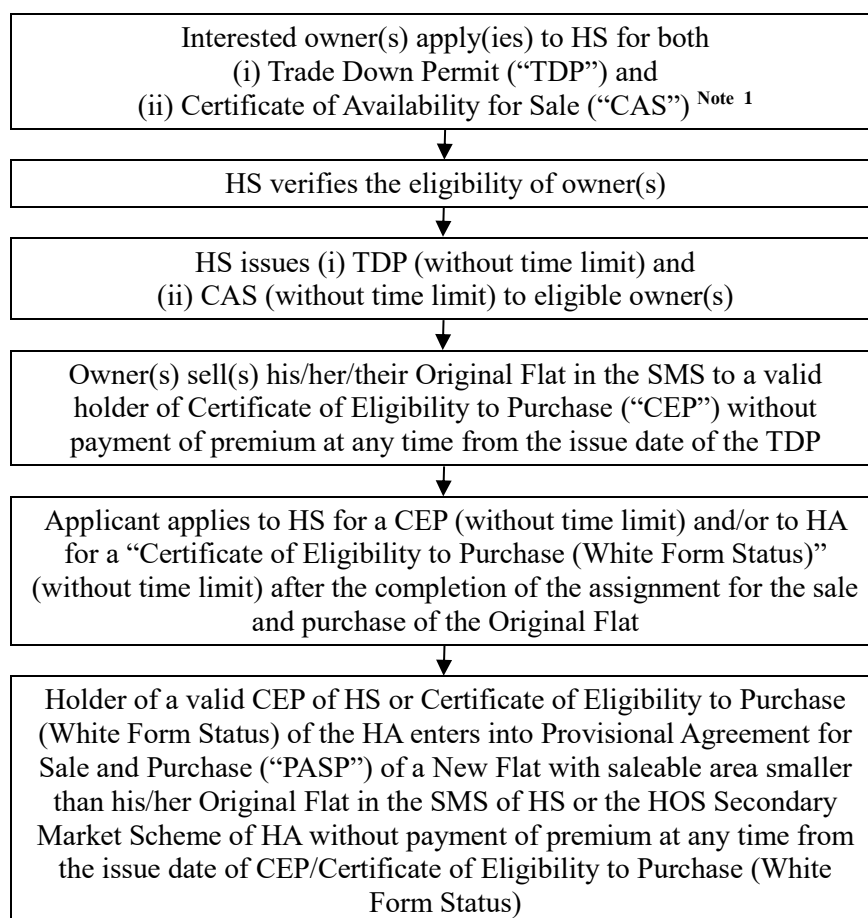 Interested owner(s) apply(ies) to HS for both
(i) Trade Down Permit (“TDP”) and
(ii) Certificate of Availability for Sale (“CAS”) Note 1
HS verifies the eligibility of owner(s)
HS issues (i) TDP (without time limit) and
(ii) CAS (without time limit) to eligible owner(s)
Owner(s) sell(s) his/her/their Original Flat in the SMS to a valid
holder of Certificate of Eligibility to Purchase (“CEP”) without
payment of premium at any time from the issue date of the TDP
Applicant applies to HS for a CEP (without time limit) and/or to HA
for a “Certificate of Eligibility to Purchase (White Form Status)”
(without time limit) after the completion of the assignment for the sale
and purchase of the Original Flat
Holder of a valid CEP of HS or Certificate of Eligibility to Purchase
(White Form Status) of the HA enters into Provisional Agreement for
Sale and Purchase (“PASP”) of a New Flat with saleable area smaller
than his/her Original Flat in the SMS of HS or the HOS Secondary
Market Scheme of HA without payment of premium at any time from
the issue date of CEP/Certificate of Eligibility to Purchase (White
Form Status)